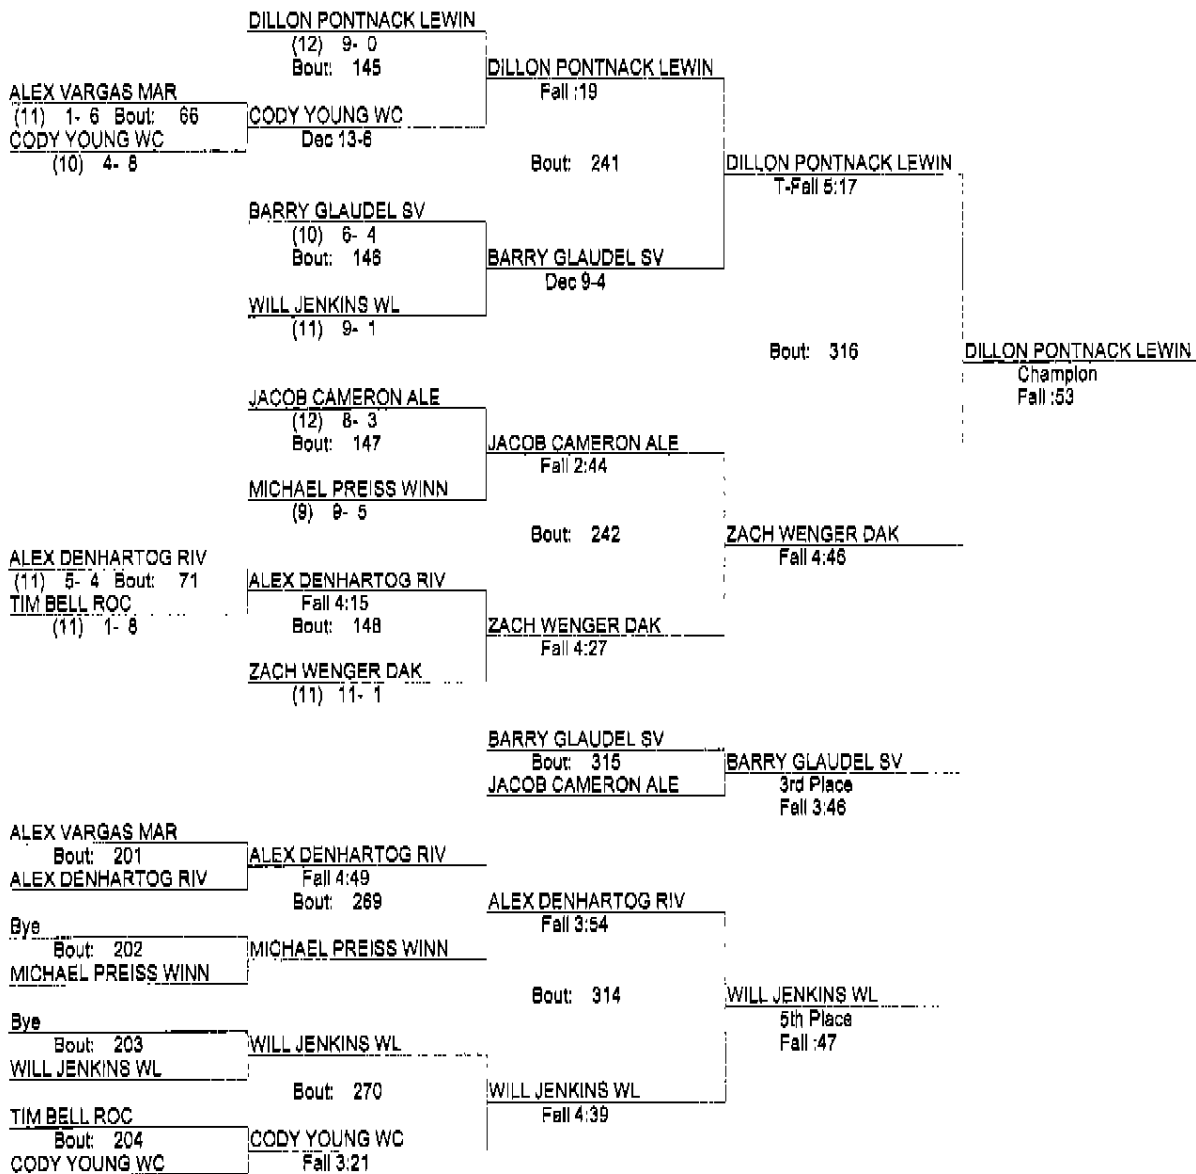 DILLON PONTNACK LEWIN
(12) 9- 0
Bout: 145
DILLON PONTNACK LEWIN
Fall :19
ALEX VARGAS MAR
(11) 1- 6 Bout: 66
CODY YOUNG WC
(10) 4- 8
CODY YOUNG WC
Dec 13-6
Bout: 241
DILLON PONTNACK LEWIN
T-Fall 5:17
BARRY GLAUDEL SV
(10) 6- 4
Bout: 146
BARRY GLAUDEL SV
Dec 9-4
WILL JENKINS WL
(11) 9- 1
Bout: 316
DILLON PONTNACK LEWIN
Champion
Fall :53
JACOB CAMERON ALE
(12) 8- 3
Bout: 147
JACOB CAMERON ALE
Fall 2:44
MICHAEL PREISS WINN
(9) 9- 5
Bout: 242
ZACH WENGER DAK
Fall 4:46
ALEX DENHARTOG RIV
(11) 5- 4 Bout: 71
TIM BELL ROC
(11) 1- 8
ALEX DENHARTOG RIV
Fall 4:15
Bout: 148
ZACH WENGER DAK
Fall 4:27
ZACH WENGER DAK
(11) 11- 1
BARRY GLAUDEL SV
Bout: 315
JACOB CAMERON ALE
BARRY GLAUDEL SV
3rd Place
Fall 3:46
ALEX VARGAS MAR
Bout: 201
ALEX DENHARTOG RIV
ALEX DENHARTOG RIV
Fall 4:49
Bout: 269
ALEX DENHARTOG RIV
Fall 3:54
Bye
Bout: 202
MICHAEL PREISS WINN
MICHAEL PREISS WINN
Bout: 314
WILL JENKINS WL
5th Place
Fall :47
Bye
Bout: 203
WILL JENKINS WL
WILL JENKINS WL
Bout: 270
WILL JENKINS WL
Fall 4:39
TIM BELL ROC
Bout: 204
CODY YOUNG WC
CODY YOUNG WC
Fall 3:21